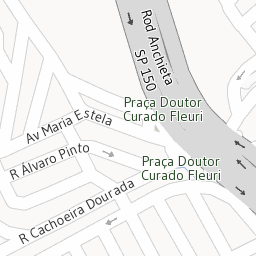 Rod Anchieta
SP 150
Praça Doutor
Curado Fleuri
Av Maria Estela
R Álvaro Pinto
Praça Doutor
Curado Fleuri
R Cachoeira Dourada